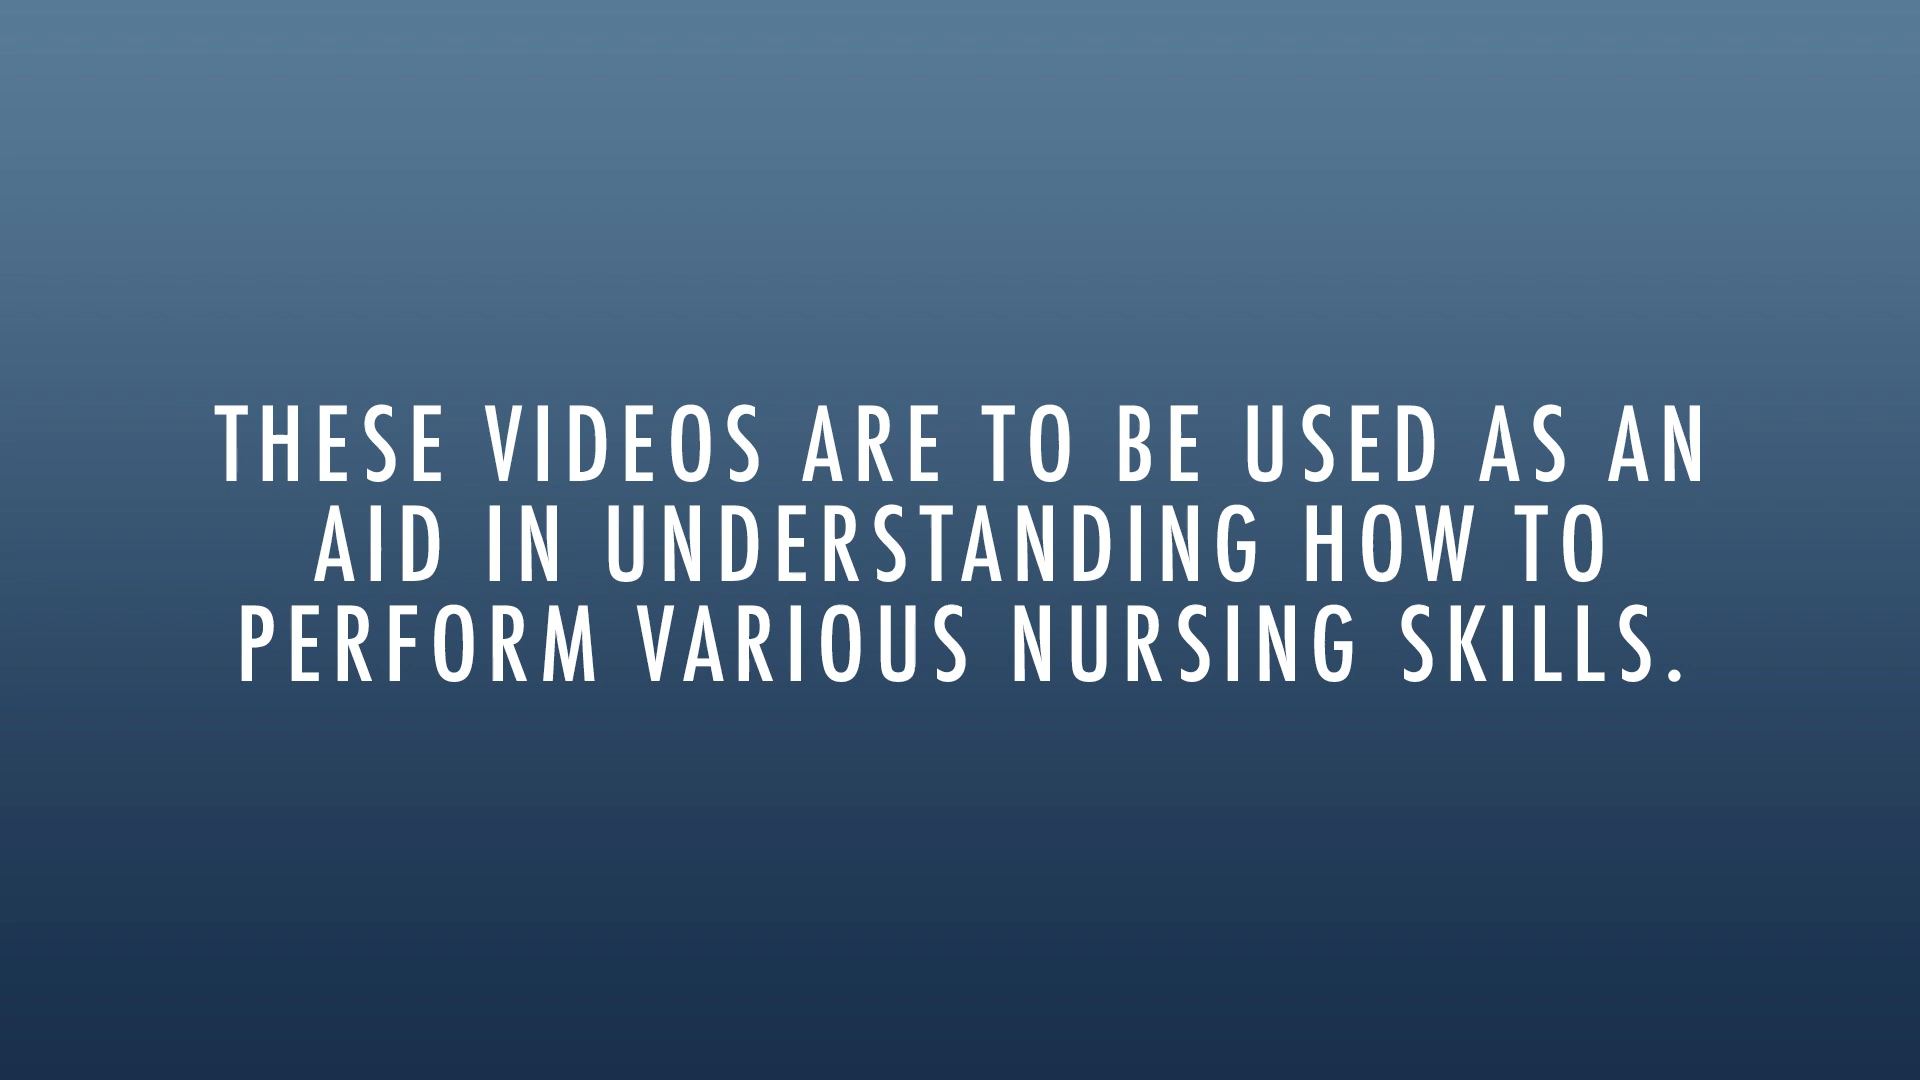 THESE VIDEOS ARE TO BE USED AS AN
AID IN UNDERSTANDING HOW TO
PERFORM VARIOUS NURSING SKILLS.